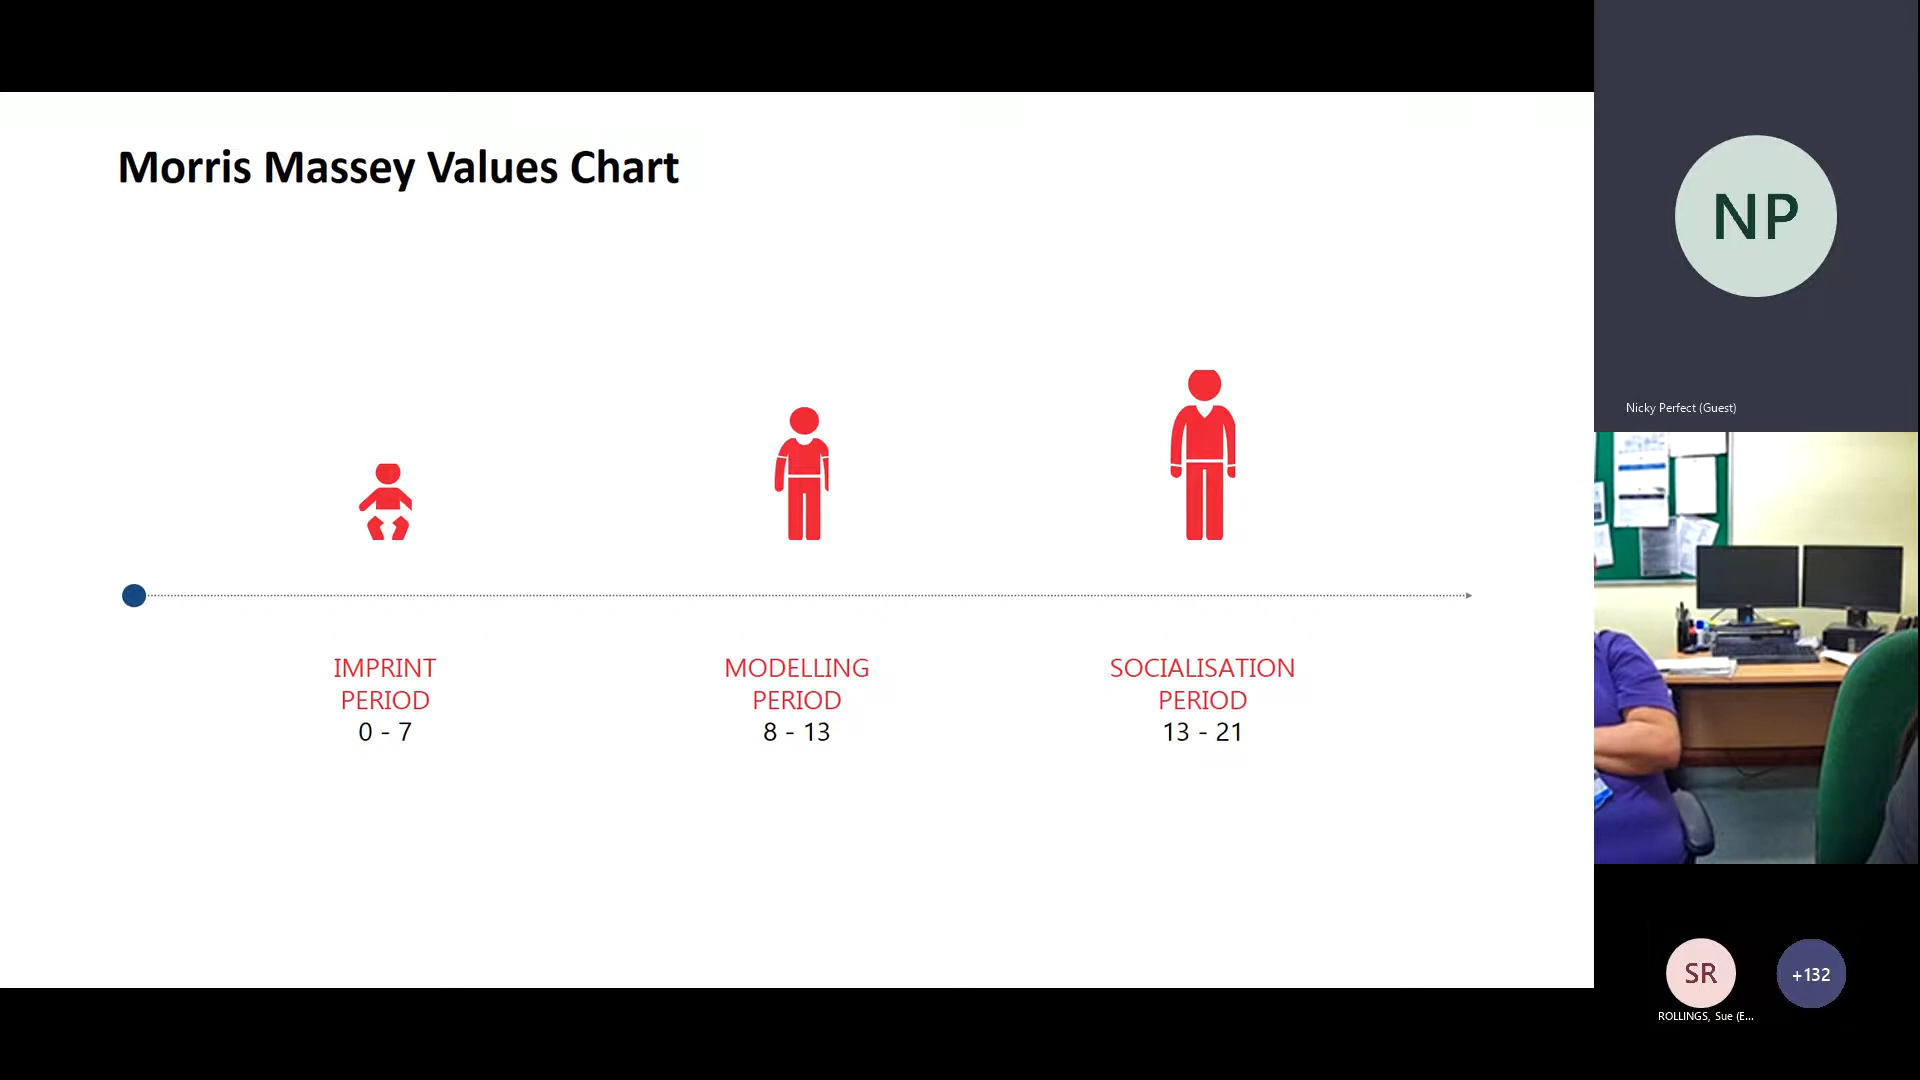 Morris Massey Values Chart
IMPRINT
PERIOD
0 - 7
MODELLING
PERIOD
8 - 13
SOCIALISATION
PERIOD
13 - 21
NP
Nicky Perfect (Guest)
SR
+132
ROLLINGS, Sue (E...